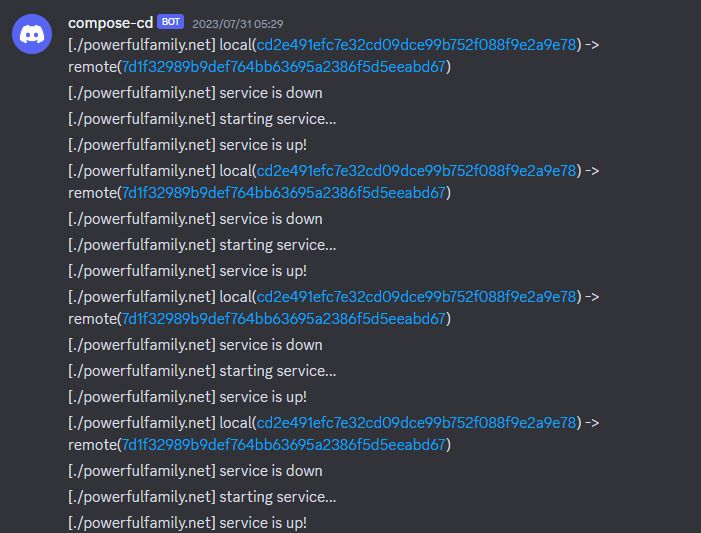 compose-cd BOT 2023/07/31 05:29
[./powerfulfamily.net] local(cd2e491efc7e32cd09dce99b752f088f9e2a9e78) ->
remote(7d1f32989b9def764bb63695a2386f5d5eeabd67)
[./powerfulfamily.net] service is down
[./powerfulfamily.net] starting service...
[./powerfulfamily.net] service is up!
[./powerfulfamily.net] local(cd2e491efc7e32cd09dce99b752f088f9e2a9e78) ->
remote(7d1f32989b9def764bb63695a2386f5d5eeabd67)
[./powerfulfamily.net] service is down
[./powerfulfamily.net] starting service...
[./powerfulfamily.net] service is up!
[./powerfulfamily.net] local(cd2e491efc7e32cd09dce99b752f088f9e2a9e78) ->
remote(7d1f32989b9def764bb63695a2386f5d5eeabd67)
[./powerfulfamily.net] service is down
[./powerfulfamily.net] starting service...
[./powerfulfamily.net] service is up!
[./powerfulfamily.net] local(cd2e491efc7e32cd09dce99b752f088f9e2a9e78) ->
remote(7d1f32989b9def764bb63695a2386f5d5eeabd67)
[./powerfulfamily.net] service is down
[./powerfulfamily.net] starting service...
[./powerfulfamily.net] service is up!